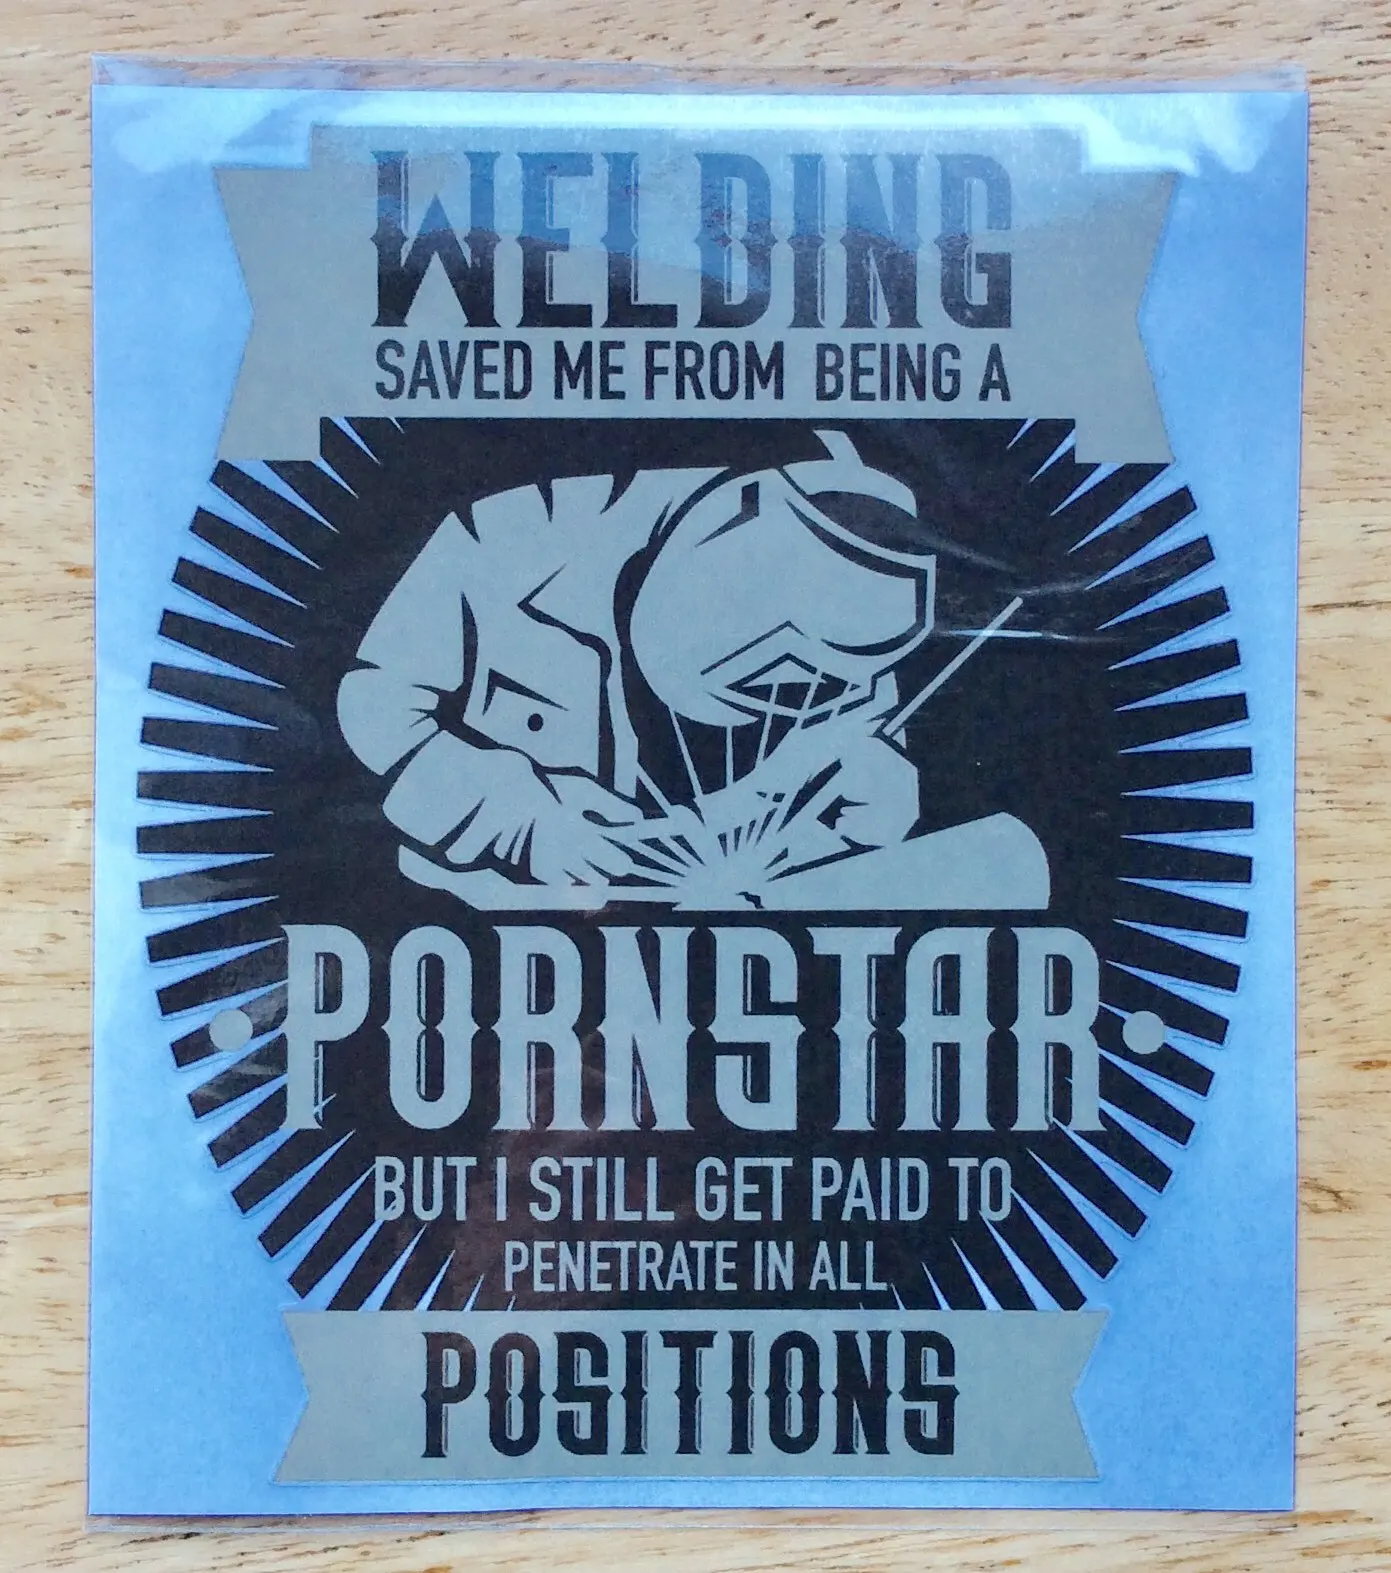 WELDING
SAVED ME FROM BEING A
PORNSTAR
BUT I STILL GET PAID TO
PENETRATE IN ALL
POSITIONS